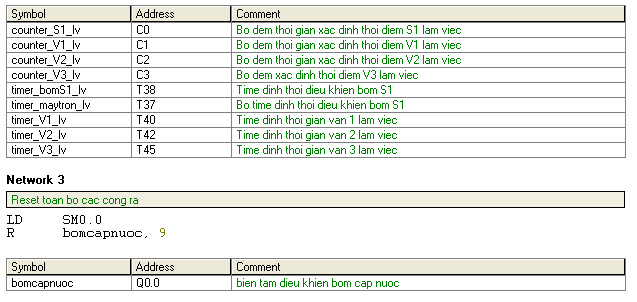 Symbol Address Comment
counter_S1_lv C0 Bo dem thoi gian xac dinh thoi diem S1 lam viec
counter_V1_lv C1 Bo dem thoi gian xac dinh thoi diem V1 lam viec
counter_V2_lv C2 Bo dem thoi gian xac dinh thoi diem V2 lam viec
counter_V3_lv C3 Bo dem xac dinh thoi diem V3 lam viec
timer_bomS1_lv T38 Time dinh thoi dieu khien bom S1
timer_maytron_lv T37 Bo time dinh thoi dieu khien bom S1
timer_V1_lv T40 Time dinh thoi gian van 1 lam viec
timer_V2_lv T42 Time dinh thoi gian van 2 lam viec
timer_V3_lv T45 Time dinh thoi gian van 3 lam viec
Network 3
Reset toan bo cac cong ra
LD SM0.0
R bomcapnuoc, 9
Symbol Address Comment
bomcapnuoc Q0.0 bien tam dieu khien bom cap nuoc